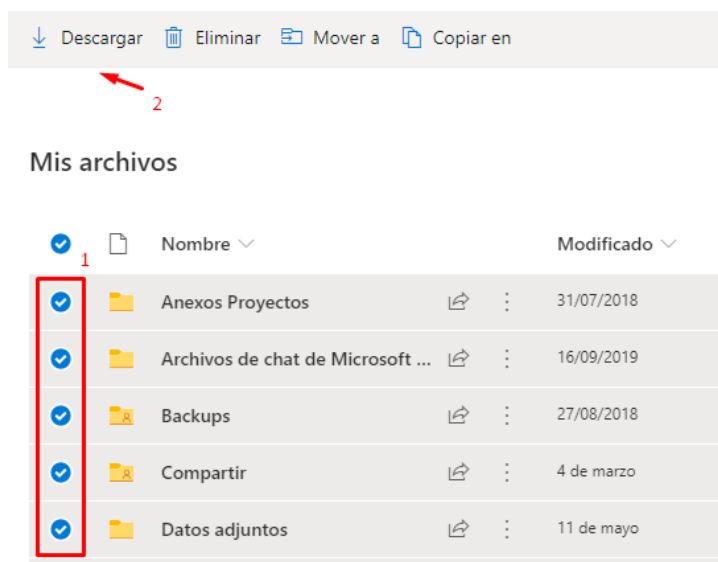 Descargar Eliminar Mover a Copiar en
2
Mis archivos
Nombre Modificado
1
Anexos Proyectos 31/07/2018
Archivos de chat de Microsoft ... 16/09/2019
Backups 27/08/2018
Compartir 4 de marzo
Datos adjuntos 11 de mayo